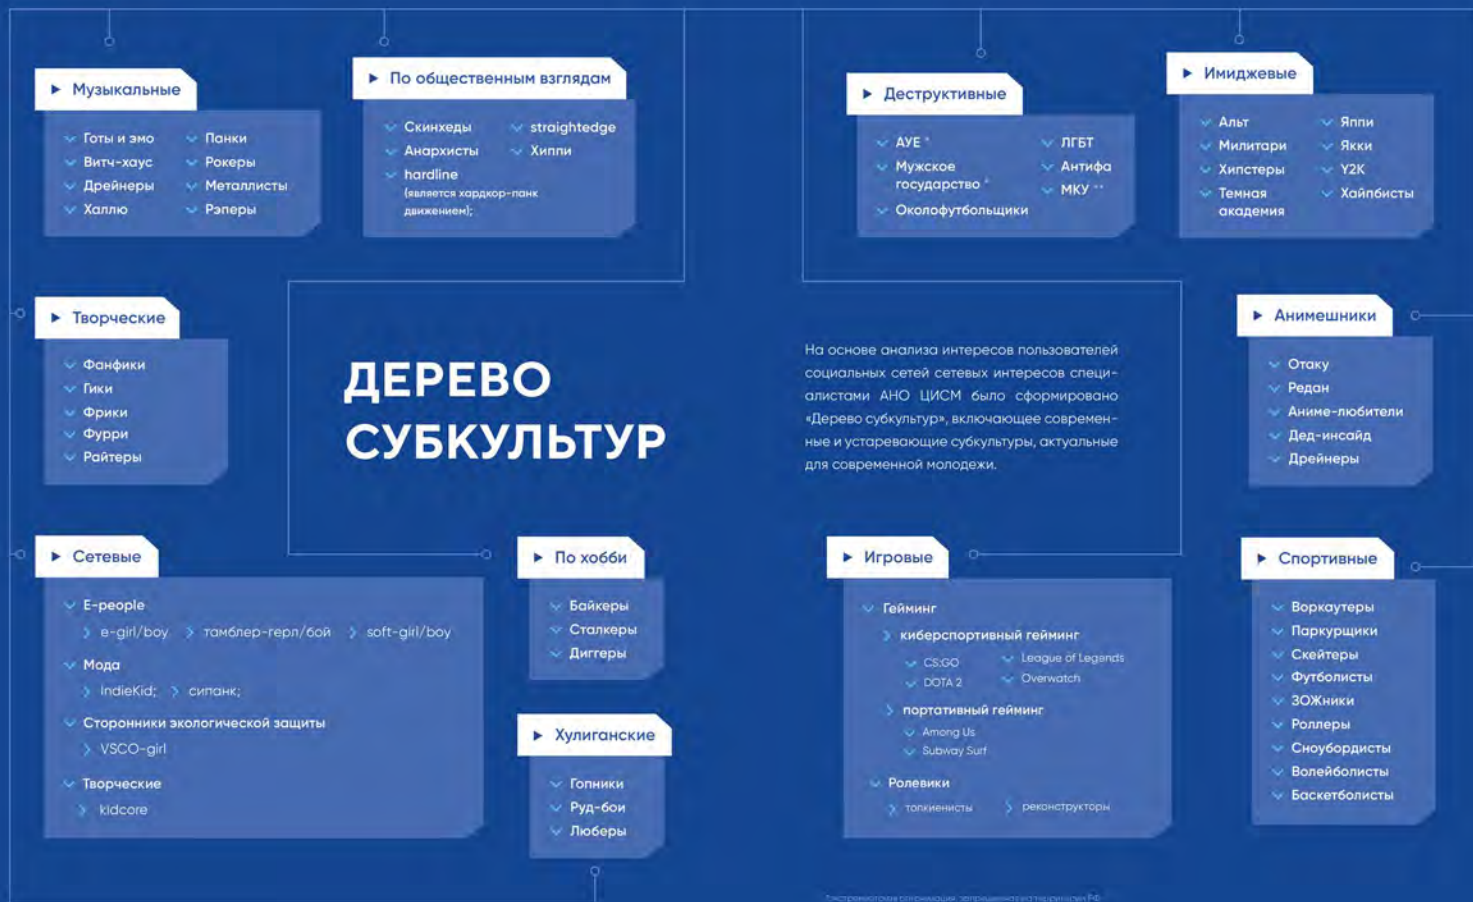 Музыкальные
Готы и эмо
Витч-хаус
Дрейнеры
Халлю
Панки
Рокеры
Металлисты
Рэперы
По общественным взглядам
Скинхеды
Анархисты
hardline
(является хардкор-панк
движением);
straightedge
Хиппи
Деструктивные
АУЕ *
Мужское
государство *
Околофутбольщики
ЛГБТ
Антифа
МКУ **
Имиджевые
Альт
Милитари
Хипстеры
Темная
академия
Яппи
Якки
Y2K
Хайпбисты
Творческие
Фанфики
Гики
Фрики
Фурри
Райтеры
ДЕРЕВО
СУБКУЛЬТУР
На основе анализа интересов пользователей
социальных сетей сетевых интересов специ-
алистами АНО ЦИСМ было сформировано
«Дерево субкультур», включающее современ-
ные и устаревающие субкультуры, актуальные
для современной молодежи.
Анимешники
Отаку
Редан
Аниме-любители
Дед-инсайд
Дрейнеры
Сетевые
E-people
e-girl/boy
тамблер-герл/бой
soft-girl/boy
Мода
IndieKid;
сипанк;
Сторонники экологической защиты
VSCO-girl
Творческие
kidcore
По хобби
Байкеры
Сталкеры
Диггеры
Хулиганские
Гопники
Руд-бои
Люберы
Игровые
Гейминг
киберспортивный гейминг
CS:GO
DOTA 2
League of Legends
Overwatch
портативный гейминг
Among Us
Subway Surf
Ролевики
толкиенисты
реконструкторы
Спортивные
Воркаутеры
Паркурщики
Скейтеры
Футболисты
ЗОЖники
Роллеры
Сноубордисты
Волейболисты
Баскетболисты